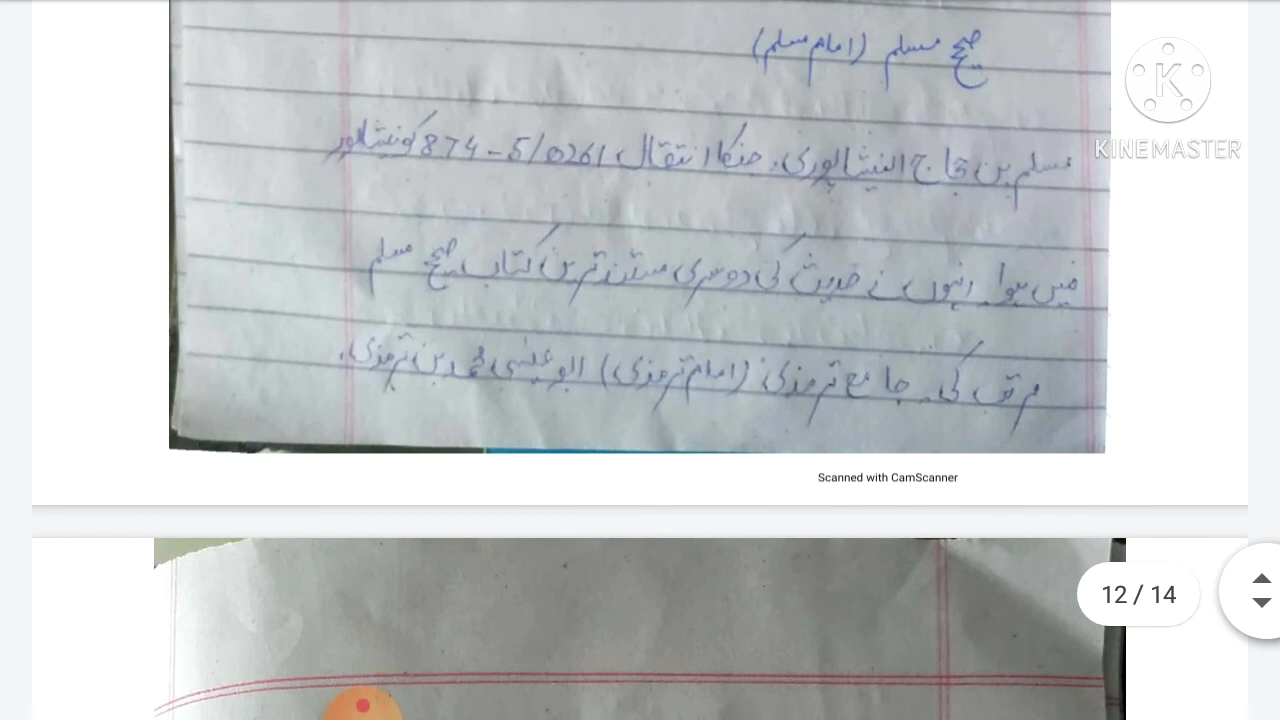 صحیح مسلم (امام مسلم)
KINEMASTER
مسلم بن حجاج النیشاپوری، جنکا انتقال 0261/5 - 874 کو نیشاپور
میں ہوا۔ انہوں نے حدیث کی دوسری مستند ترین کتاب صحیح مسلم
مرتب کی۔ جامع ترمذی (امام ترمذی) ابو عیسٰی محمد بن ترمذی،
Scanned with CamScanner
12 / 14